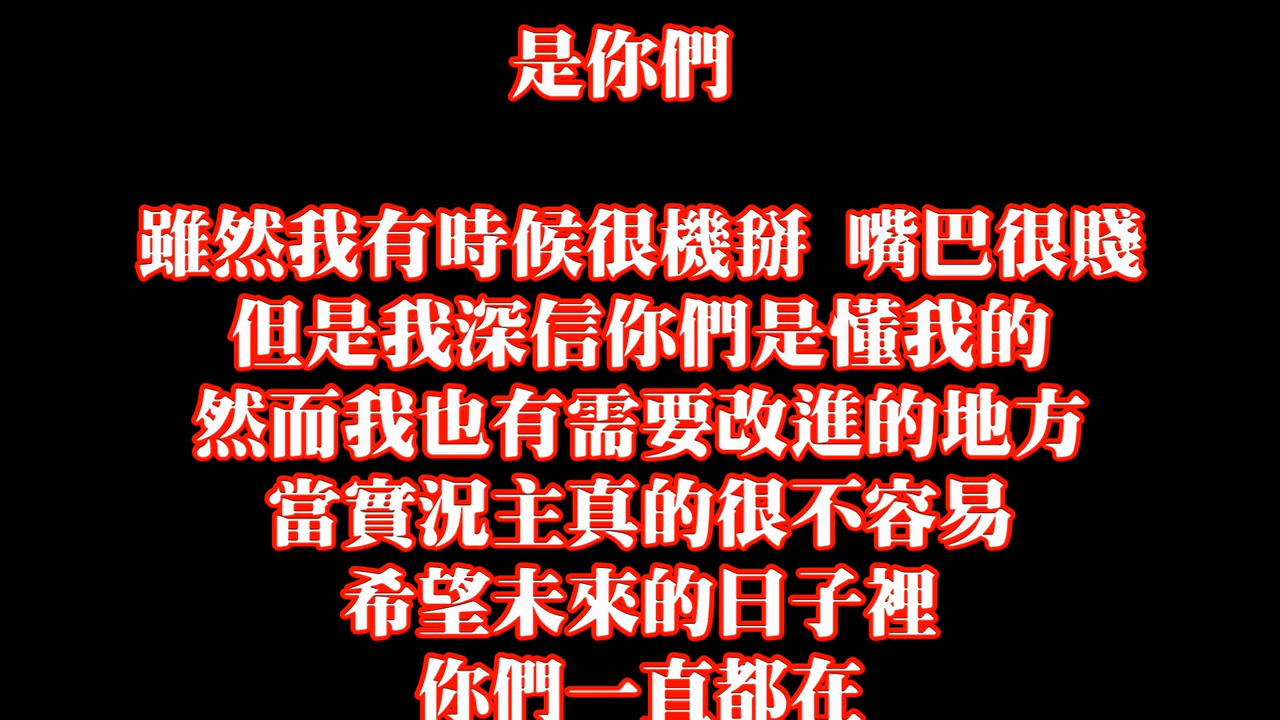 是你們
雖然我有時候很機掰 嘴巴很賤
但是我深信你們是懂我的
然而我也有需要改進的地方
當實況主真的很不容易
希望未來的日子裡
你們一直都在